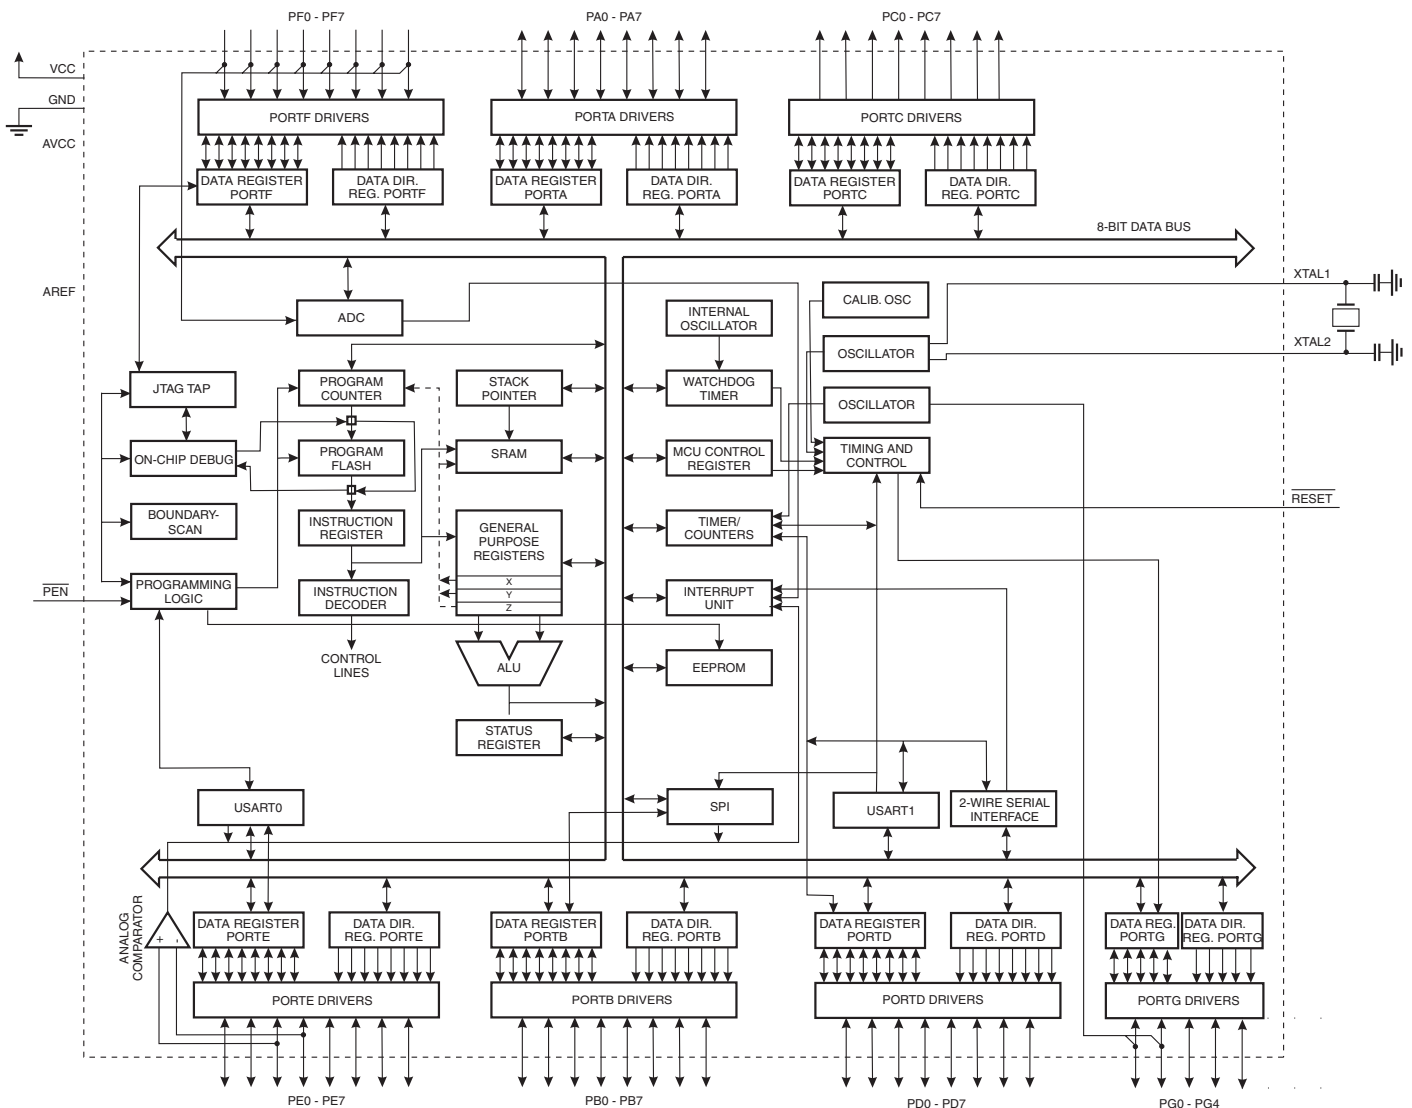 PF0 - PF7
PA0 - PA7
PC0 - PC7
VCC
GND
AVCC
PORTF DRIVERS
PORTA DRIVERS
PORTC DRIVERS
DATA REGISTER
PORTF
DATA DIR.
REG. PORTF
DATA REGISTER
PORTA
DATA DIR.
REG. PORTA
DATA REGISTER
PORTC
DATA DIR.
REG. PORTC
8-BIT DATA BUS
AREF
XTAL1
XTAL2
ADC
INTERNAL
OSCILLATOR
CALIB. OSC
OSCILLATOR
JTAG TAP
PROGRAM
COUNTER
STACK
POINTER
WATCHDOG
TIMER
OSCILLATOR
ON-CHIP DEBUG
PROGRAM
FLASH
SRAM
MCU CONTROL
REGISTER
TIMING AND
CONTROL
RESET
BOUNDARY-
SCAN
INSTRUCTION
REGISTER
GENERAL
PURPOSE
REGISTERS
X
Y
Z
TIMER/
COUNTERS
PEN
PROGRAMMING
LOGIC
INSTRUCTION
DECODER
INTERRUPT
UNIT
CONTROL
LINES
ALU
EEPROM
STATUS
REGISTER
USART0
SPI
USART1
2-WIRE SERIAL
INTERFACE
ANALOG
COMPARATOR
+
-
DATA REGISTER
PORTE
DATA DIR.
REG. PORTE
DATA REGISTER
PORTB
DATA DIR.
REG. PORTB
DATA REGISTER
PORTD
DATA DIR.
REG. PORTD
DATA REG.
PORTG
DATA DIR.
REG. PORTG
PORTE DRIVERS
PORTB DRIVERS
PORTD DRIVERS
PORTG DRIVERS
PE0 - PE7
PB0 - PB7
PD0 - PD7
PG0 - PG4